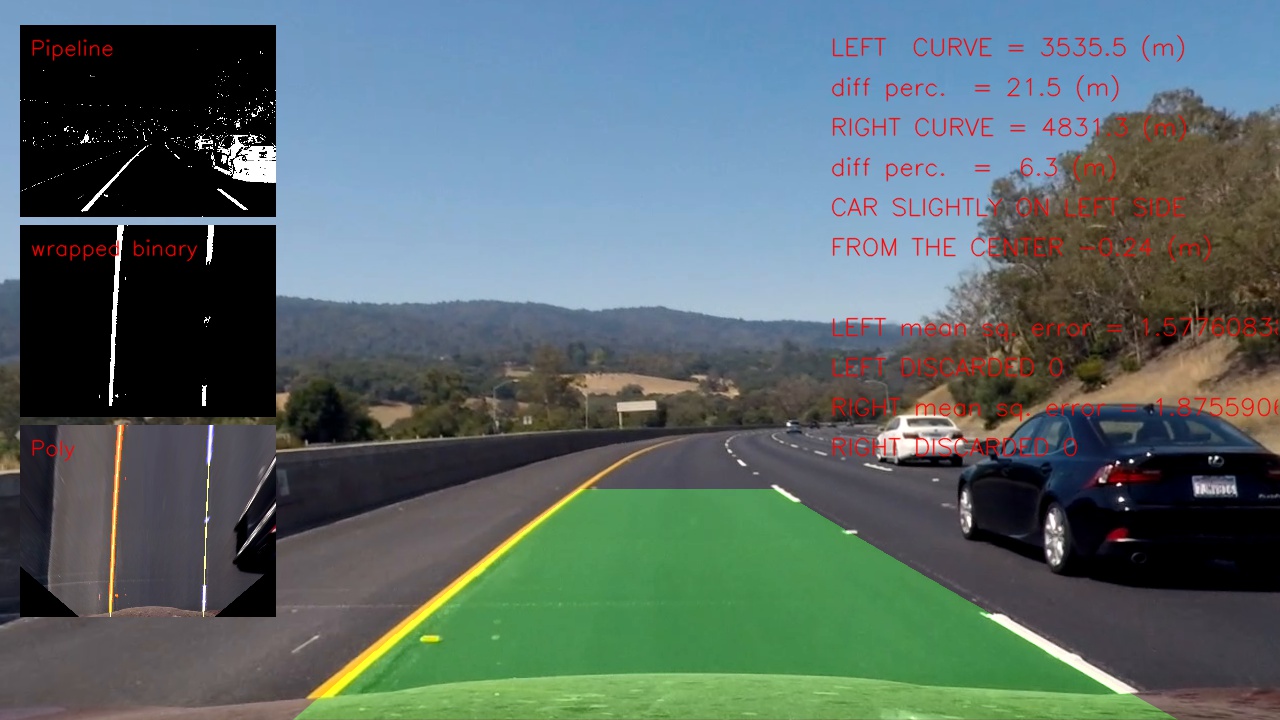 Pipeline
wrapped binary
Poly
LEFT CURVE = 3535.5 (m)
diff perc. = 21.5 (m)
RIGHT CURVE = 4831.3 (m)
diff perc. = 6.3 (m)
CAR SLIGHTLY ON LEFT SIDE
FROM THE CENTER -0.24 (m)
LEFT mean sq. error = 1.5776083
LEFT DISCARDED 0
RIGHT mean sq. error = 1.875590
RIGHT DISCARDED 0